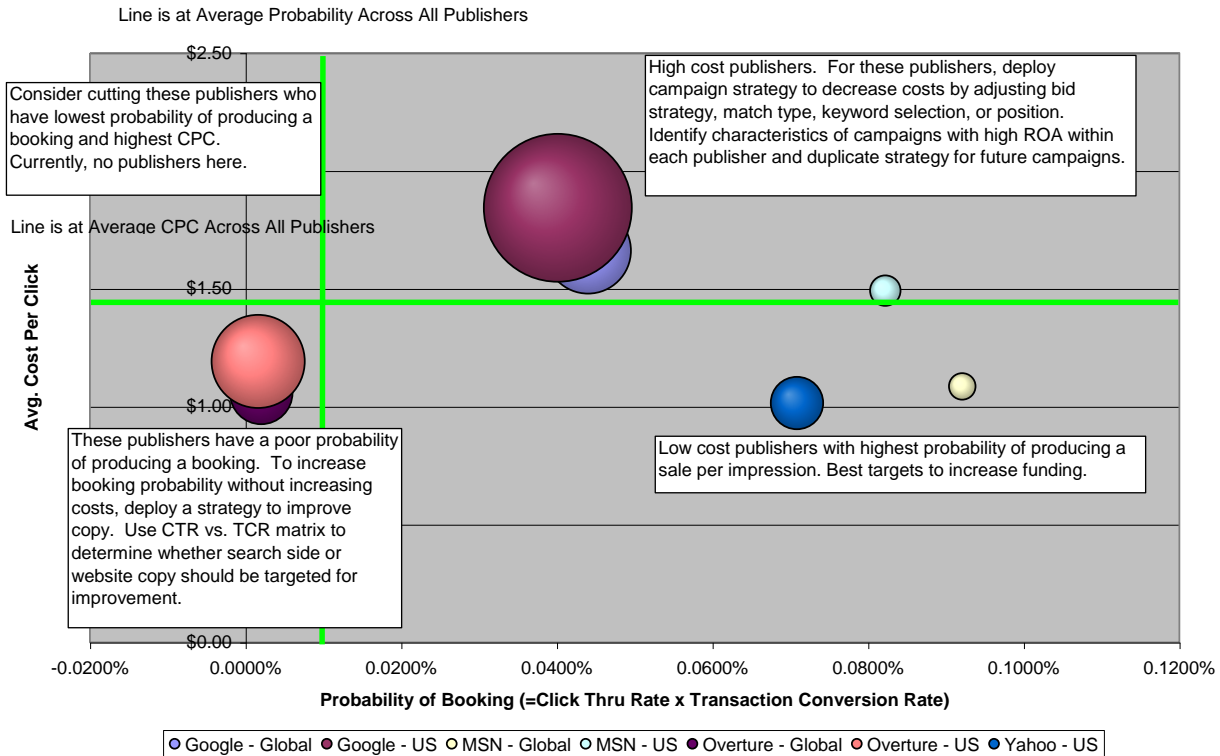 Line is at Average Probability Across All Publishers
$2.50
Consider cutting these publishers who
have lowest probability of producing a
booking and highest CPC.
Currently, no publishers here.
High cost publishers. For these publishers, deploy
campaign strategy to decrease costs by adjusting bid
strategy, match type, keyword selection, or position.
Identify characteristics of campaigns with high ROA within
each publisher and duplicate strategy for future campaigns.
Line is at Average CPC Across All Publishers
$1.50
Avg. Cost Per Click
$1.00
These publishers have a poor probability
of producing a booking. To increase
booking probability without increasing
costs, deploy a strategy to improve
copy. Use CTR vs. TCR matrix to
determine whether search side or
website copy should be targeted for
improvement.
Low cost publishers with highest probability of producing a
sale per impression. Best targets to increase funding.
$0.00
-0.0200% 0.0000% 0.0200% 0.0400% 0.0600% 0.0800% 0.1000% 0.1200%
Probability of Booking (=Click Thru Rate x Transaction Conversion Rate)
Google - Global Google - US MSN - Global MSN - US Overture - Global Overture - US Yahoo - US